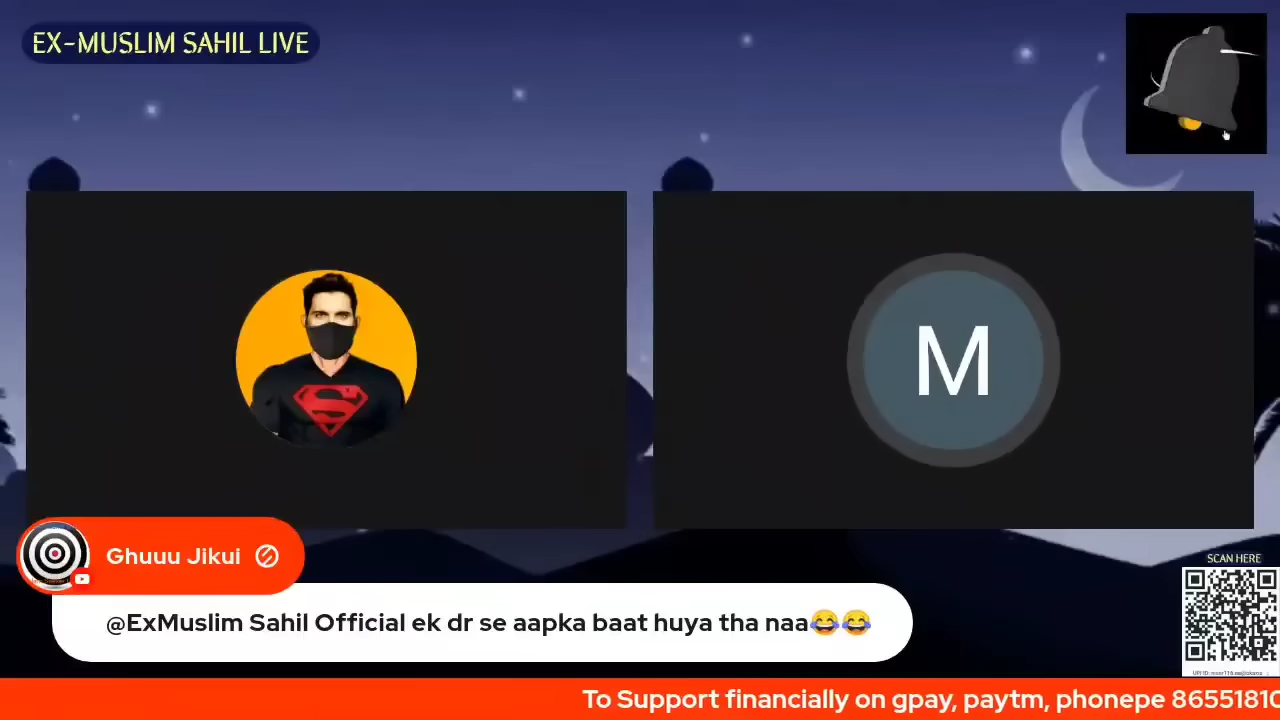 EX-MUSLIM SAHIL LIVE
M
Ghuuu Jikui
@ExMuslim Sahil Official ek dr se aapka baat huya tha naa😂😂
SCAN HERE
To Support financially on gpay, paytm, phonepe 8655181